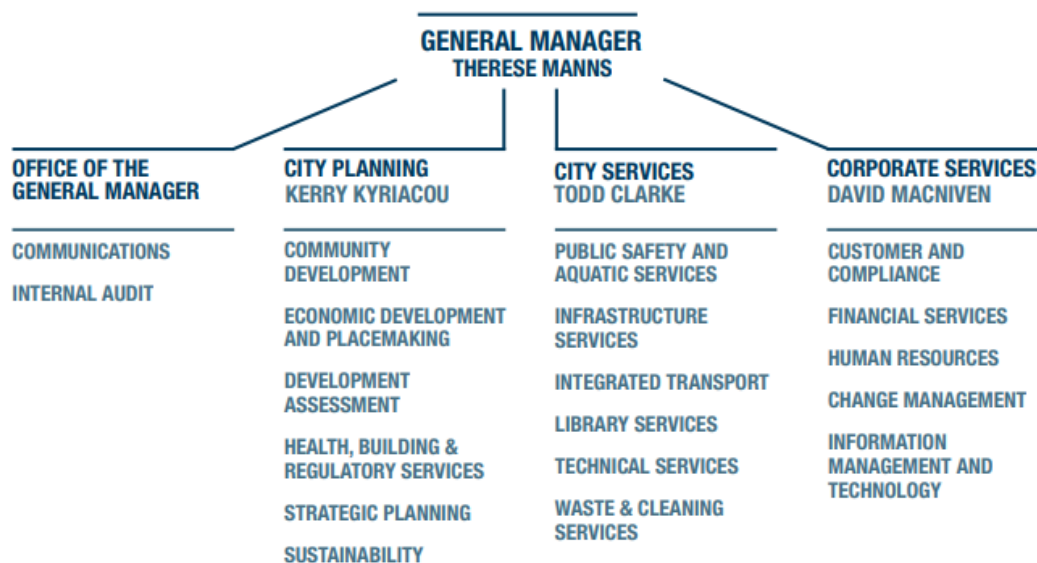 GENERAL MANAGER
THERESE MANNS
OFFICE OF THE
GENERAL MANAGER
COMMUNICATIONS
INTERNAL AUDIT
CITY PLANNING
KERRY KYRIACOU
COMMUNITY
DEVELOPMENT
ECONOMIC DEVELOPMENT
AND PLACEMAKING
DEVELOPMENT
ASSESSMENT
HEALTH, BUILDING &
REGULATORY SERVICES
STRATEGIC PLANNING
SUSTAINABILITY
CITY SERVICES
TODD CLARKE
PUBLIC SAFETY AND
AQUATIC SERVICES
INFRASTRUCTURE
SERVICES
INTEGRATED TRANSPORT
LIBRARY SERVICES
TECHNICAL SERVICES
WASTE & CLEANING
SERVICES
CORPORATE SERVICES
DAVID MACNIVEN
CUSTOMER AND
COMPLIANCE
FINANCIAL SERVICES
HUMAN RESOURCES
CHANGE MANAGEMENT
INFORMATION
MANAGEMENT AND
TECHNOLOGY